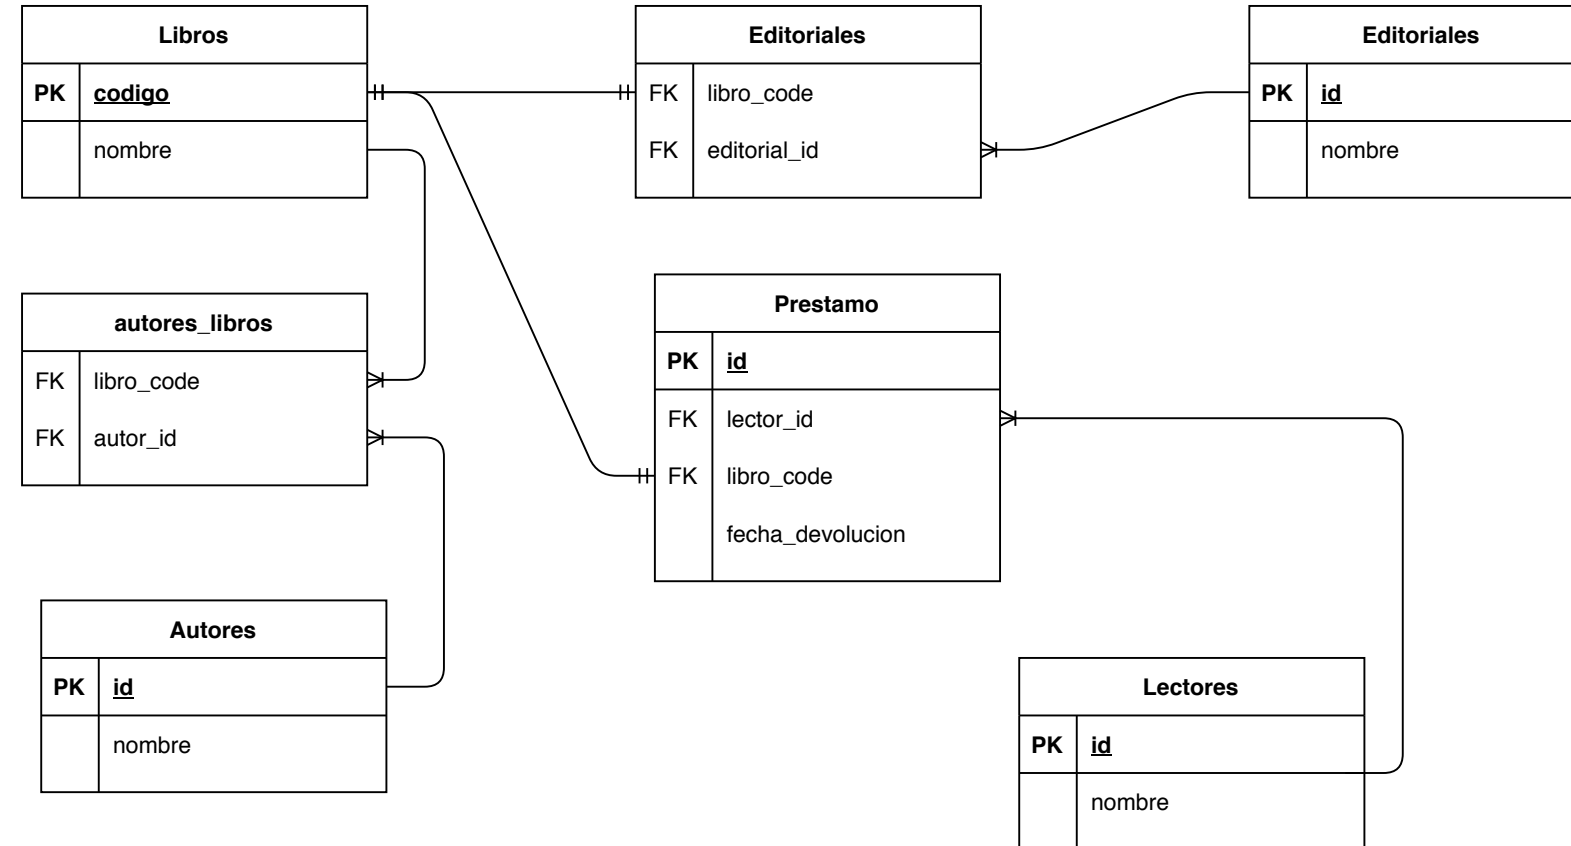 Libros
PK codigo
nombre
Editoriales
FK libro_code
FK editorial_id
Editoriales
PK id
nombre
autores_libros
FK libro_code
FK autor_id
Prestamo
PK id
FK lector_id
FK libro_code
fecha_devolucion
Autores
PK id
nombre
Lectores
PK id
nombre